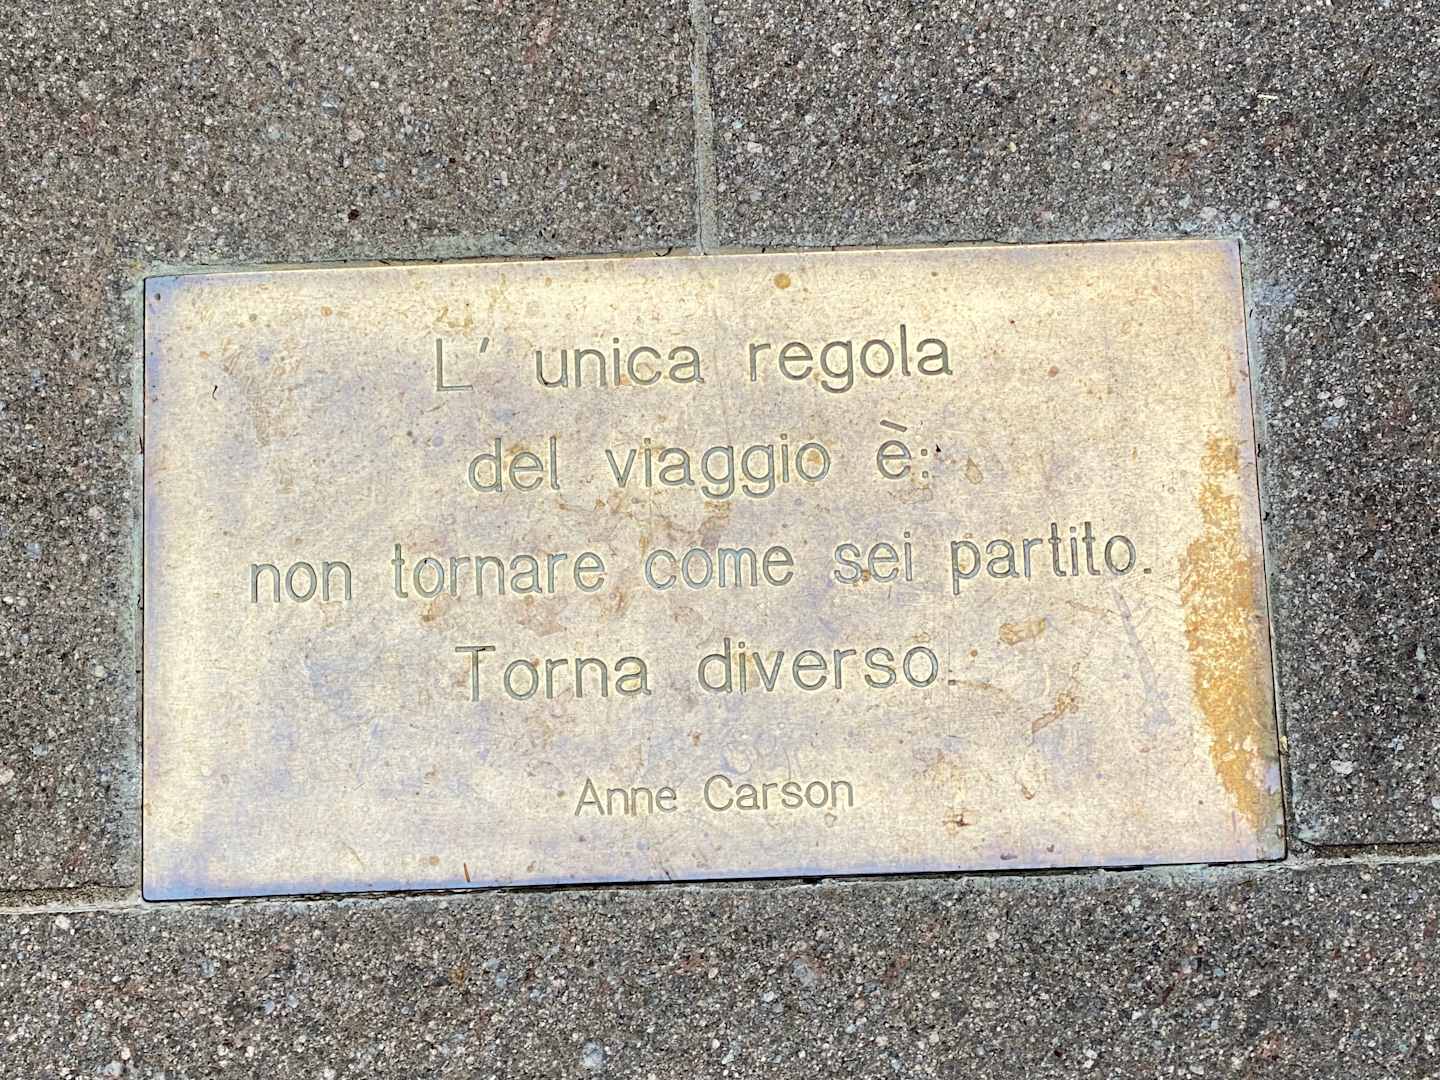 L' unica regola
del viaggio è:
non tornare come sei partito.
Torna diverso.
Anne Carson